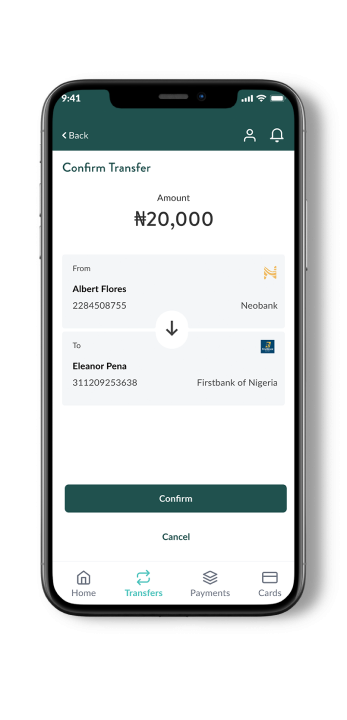 9:41
Back
Confirm Transfer
Amount
₦20,000
From
Albert Flores
2284508755 Neobank
To
Eleanor Pena
311209253638 Firstbank of Nigeria
Confirm
Cancel
Home Transfers Payments Cards